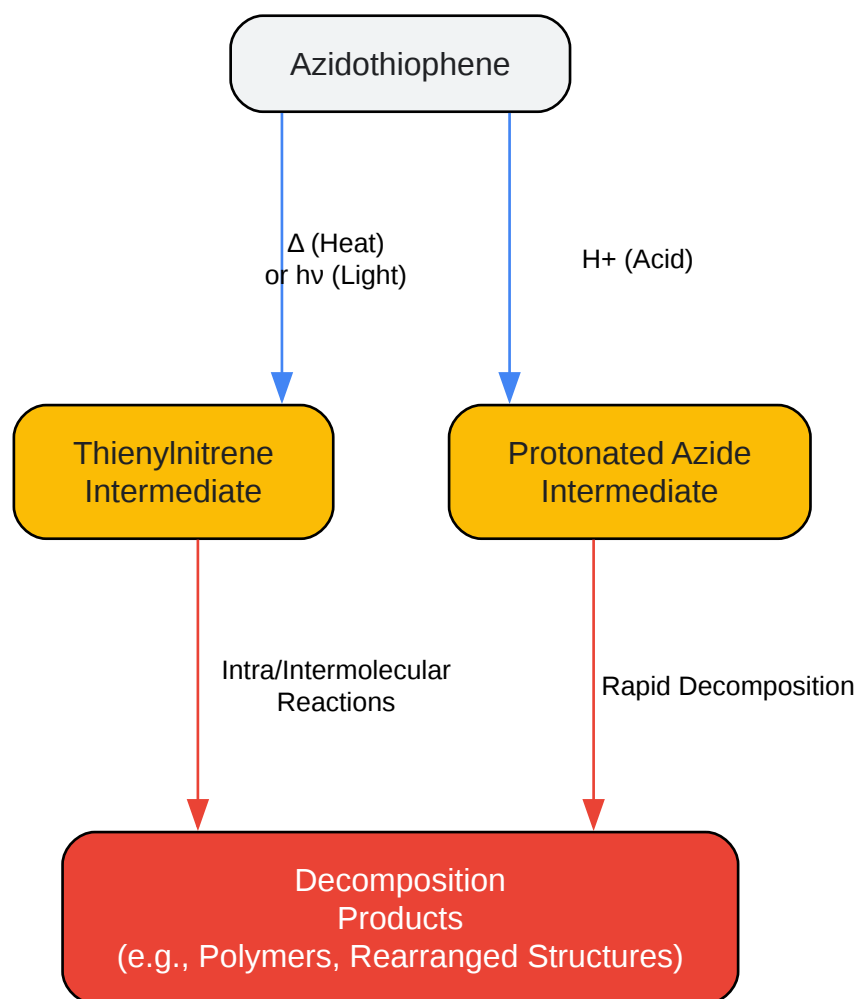 Azidothiophene
Δ (Heat)
or hν (Light)
H+ (Acid)
Thienylnitrene
Intermediate
Protonated Azide
Intermediate
Intra/Intermolecular
Reactions
Rapid Decomposition
Decomposition
Products
(e.g., Polymers, Rearranged Structures)